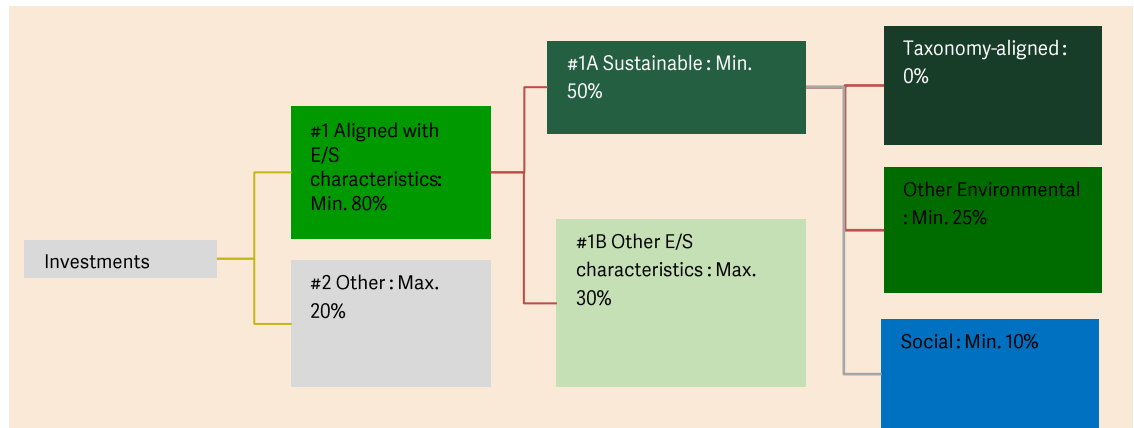 Investments
#1 Aligned with
E/S
characteristics:
Min. 80%
#2 Other : Max.
20%
#1A Sustainable : Min.
50%
#1B Other E/S
characteristics : Max.
30%
Taxonomy-aligned :
0%
Other Environmental
: Min. 25%
Social : Min. 10%